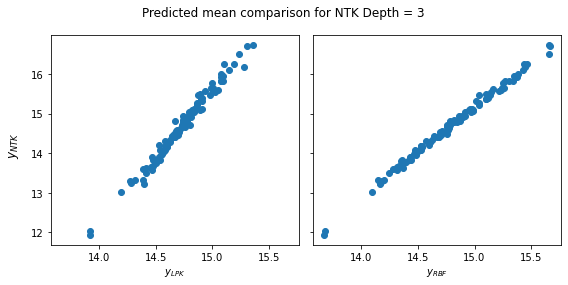 Predicted mean comparison for NTK Depth = 3
16
15
14
13
12
y_NTK
14.0 14.5 15.0 15.5
14.0 14.5 15.0 15.5
y_LPK
y_RBF